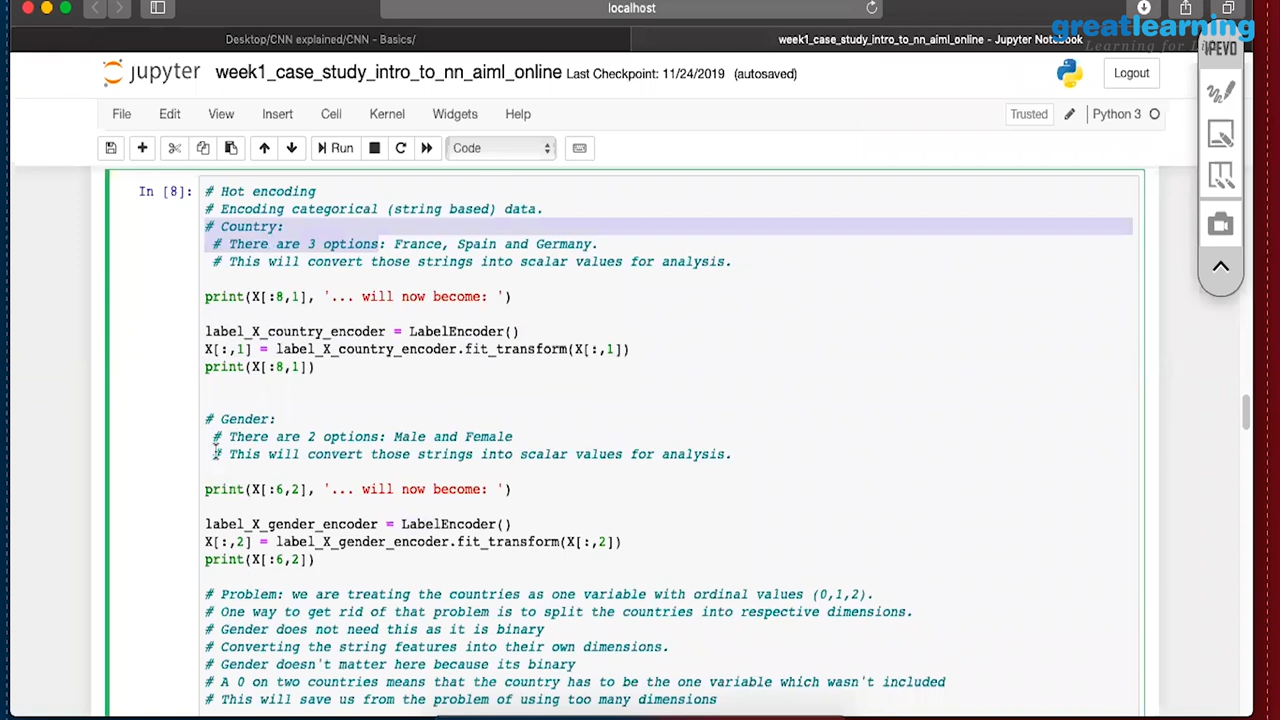 localhost
greatlearning
Learning for
Desktop/CNN explained/CNN - Basics/
week1_case_study_intro_to_nn_aiml_online - Jupyter Notebook
IPEVO
jupyter week1_case_study_intro_to_nn_aiml_online Last Checkpoint: 11/24/2019 (autosaved)
Logout
File Edit View Insert Cell Kernel Widgets Help
Trusted Python 3
Run Code
In [8]:
# Hot encoding
# Encoding categorical (string based) data.
# Country:
# There are 3 options: France, Spain and Germany.
# This will convert those strings into scalar values for analysis.
print(X[:8,1], '... will now become: ')
label_X_country_encoder = LabelEncoder()
X[:,1] = label_X_country_encoder.fit_transform(X[:,1])
print(X[:8,1])
# Gender:
# There are 2 options: Male and Female
# This will convert those strings into scalar values for analysis.
print(X[:6,2], '... will now become: ')
label_X_gender_encoder = LabelEncoder()
X[:,2] = label_X_gender_encoder.fit_transform(X[:,2])
print(X[:6,2])
# Problem: we are treating the countries as one variable with ordinal values (0,1,2).
# One way to get rid of that problem is to split the countries into respective dimensions.
# Gender does not need this as it is binary
# Converting the string features into their own dimensions.
# Gender doesn't matter here because its binary
# A 0 on two countries means that the country has to be the one variable which wasn't included
# This will save us from the problem of using too many dimensions